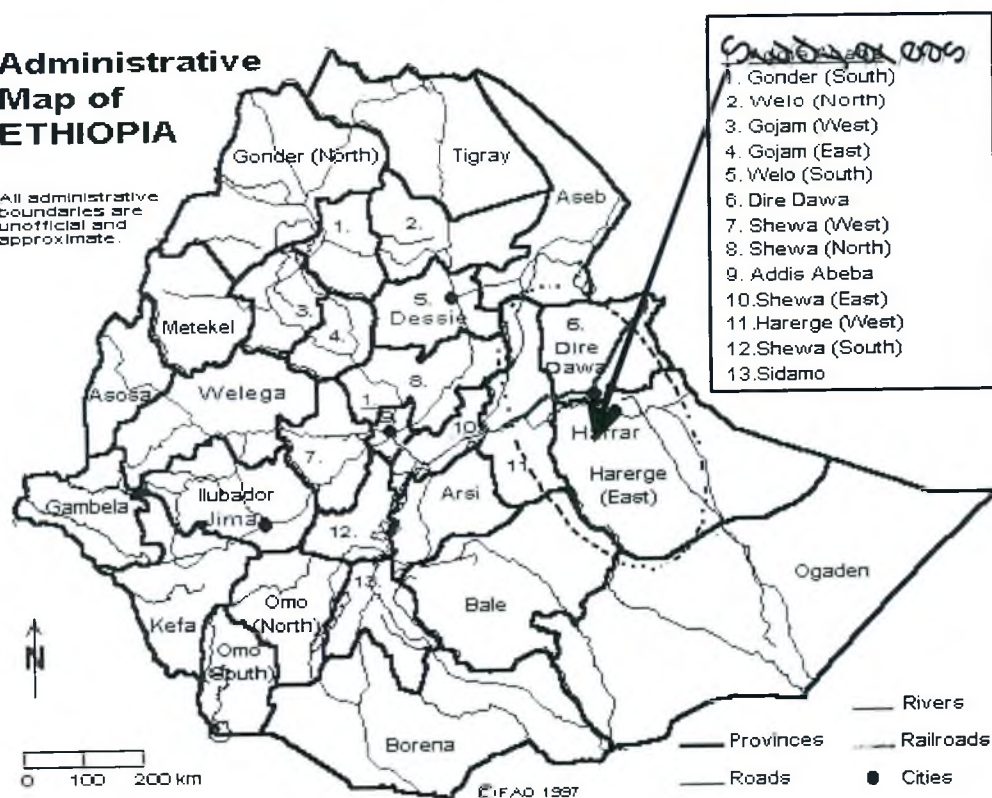 Administrative
Map of
ETHIOPIA
All administrative
boundaries are
unofficial and
approximate.
1. Gonder (South)
2. Welo (North)
3. Gojam (West)
4. Gojam (East)
5. Welo (South)
6. Dire Dawa
7. Shewa (West)
8. Shewa (North)
9. Addis Abeba
10. Shewa (East)
11. Harerge (West)
12. Shewa (South)
13. Sidamo
Gonder (North)
Tigray
Aseb
1.
2.
3.
4.
5.
Dessie
6.
Dire
Dawa
Metekel
Asosa
Welega
8.
1
10
7.
Harrar
Harerge
(East)
11.
Arsi
Gambela
Ilubador
Jima
12.
13.
Ogaden
Bale
Kefa
Omo
(North)
Omo
(South)
Borena
N
0 100 200 km
Rivers
Provinces
Railroads
Roads
Cities
© FAO 1997